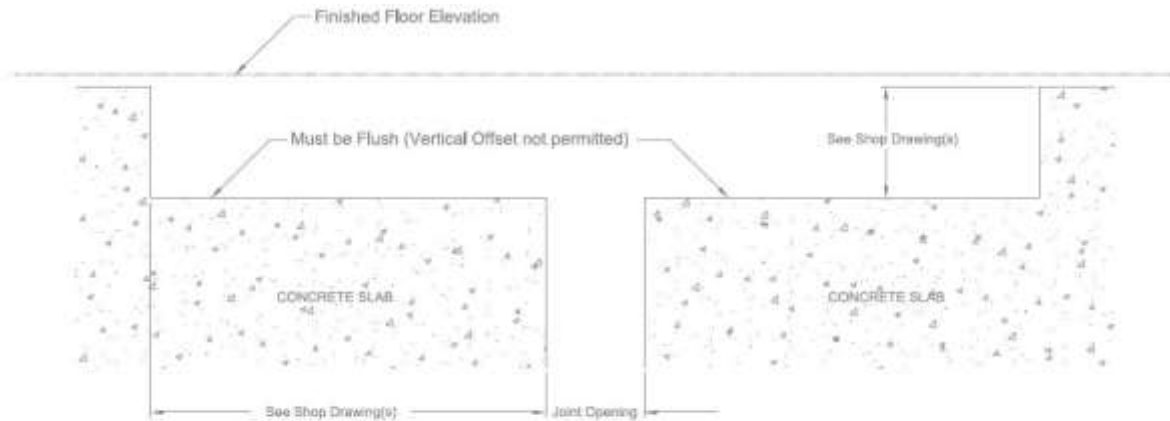 Finished Floor Elevation
Must be Flush (Vertical Offset not permitted)
See Shop Drawing(s)
CONCRETE SLAB
CONCRETE SLAB
See Shop Drawing(s)
Joint Opening